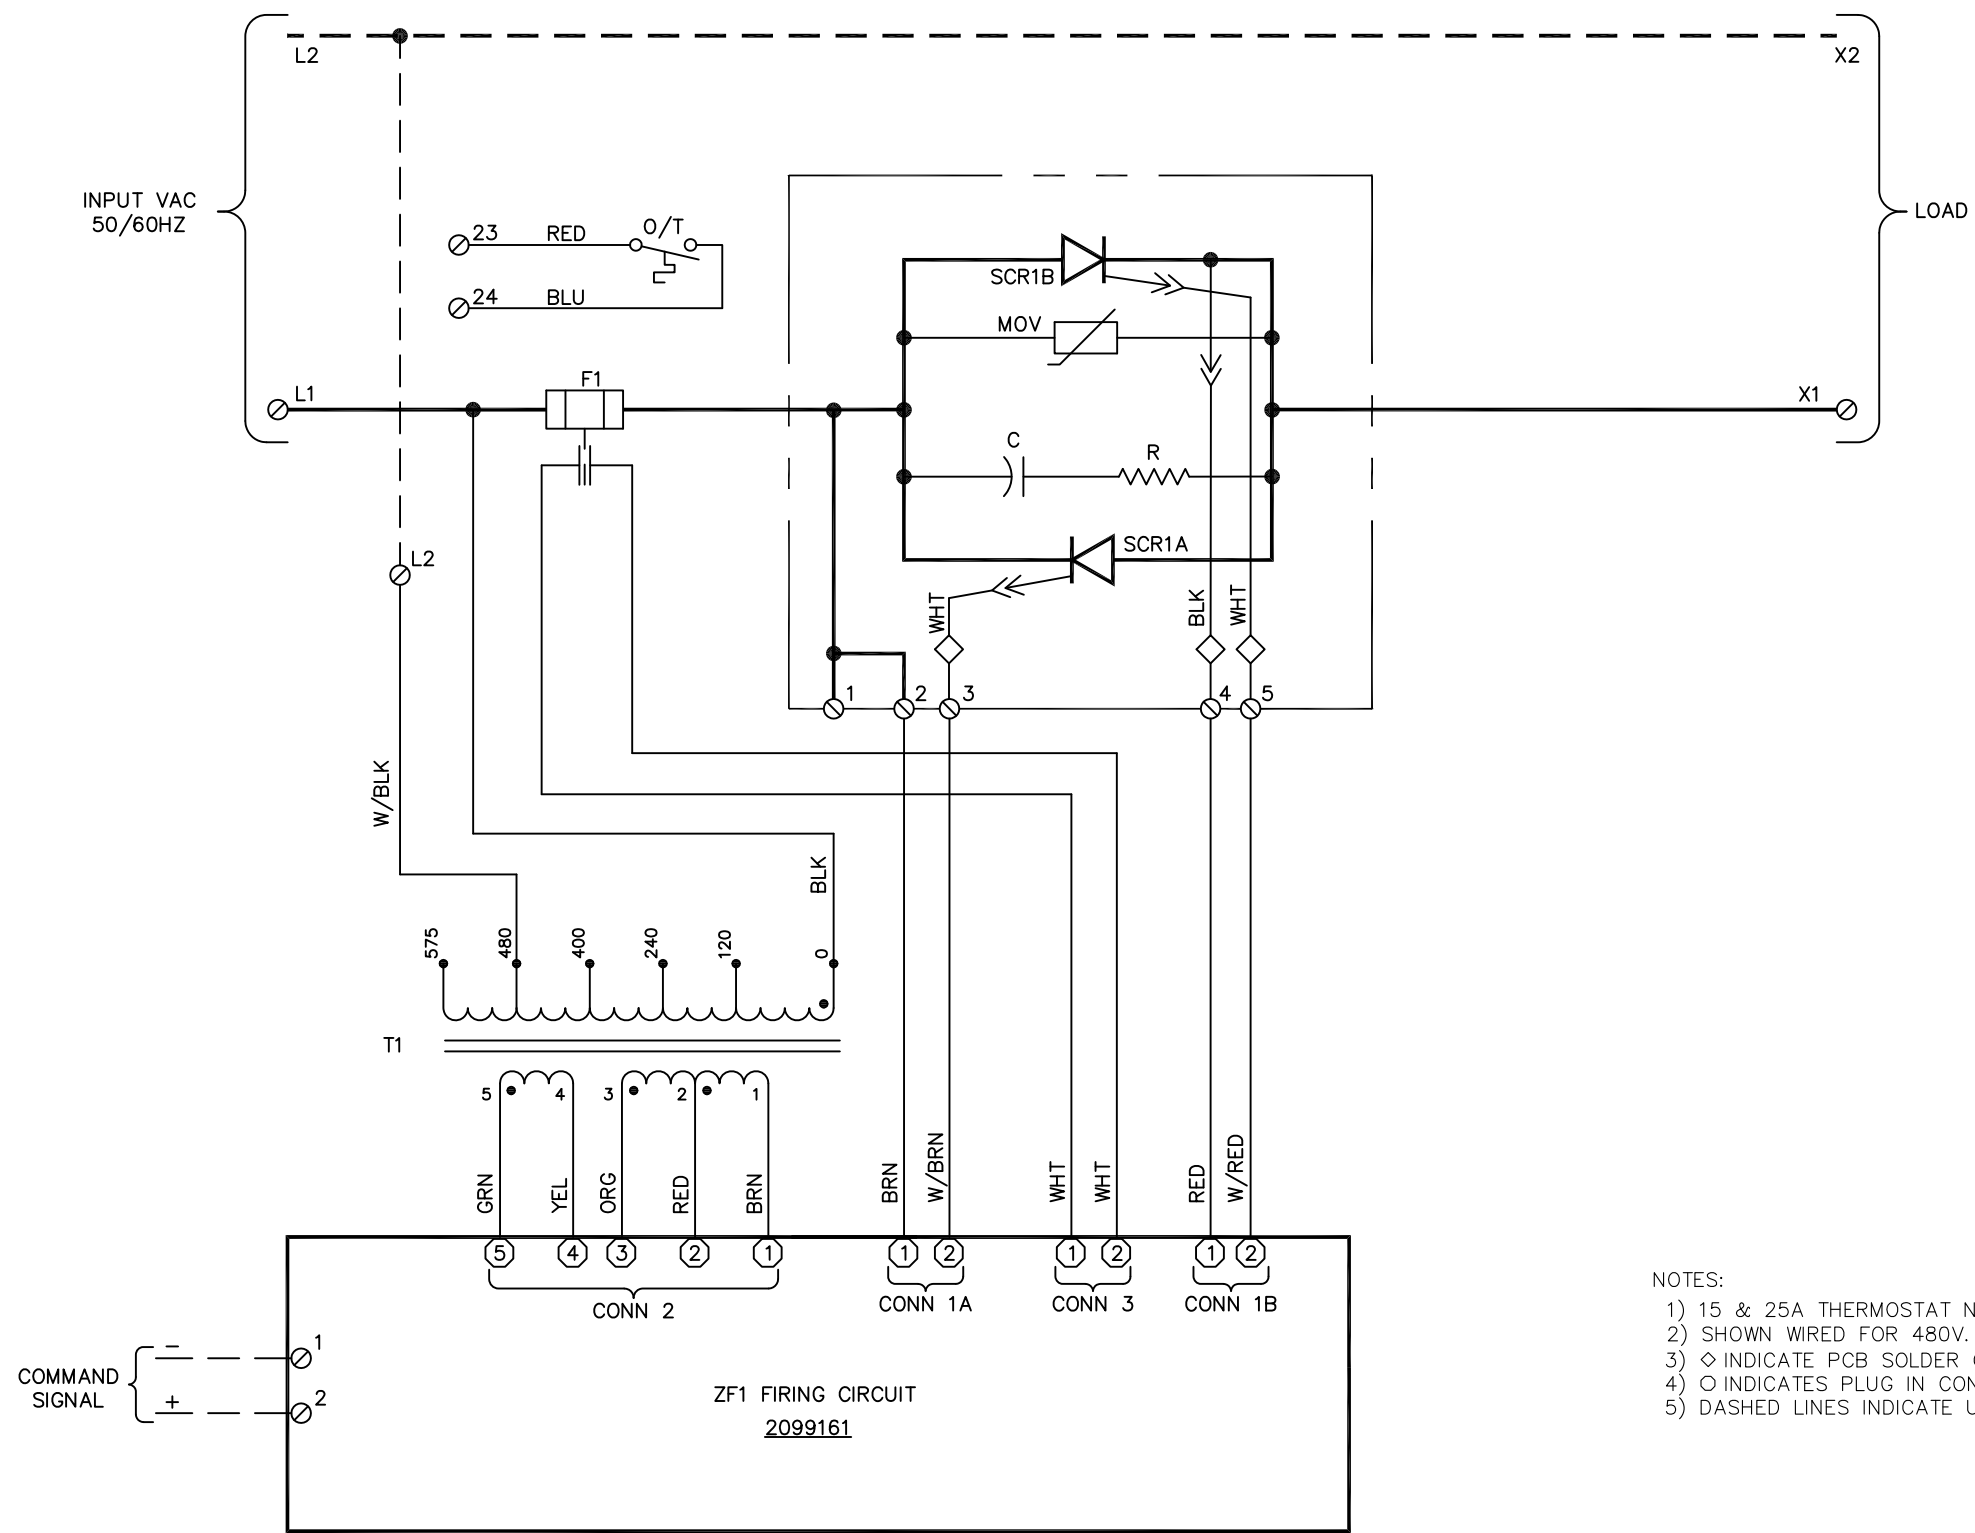 L2
X2
INPUT VAC
50/60HZ
LOAD
23
RED
O/T
24
BLU
SCR1B
MOV
L1
F1
X1
C
R
SCR1A
L2
WHT
BLK
WHT
1
2
3
4
5
W/BLK
BLK
575
480
400
240
120
0
T1
5
4
3
2
1
GRN
YEL
ORG
RED
BRN
BRN
W/BRN
WHT
WHT
RED
W/RED
5
4
3
2
1
1
2
1
2
1
2
CONN 2
CONN 1A
CONN 3
CONN 1B
COMMAND
SIGNAL
-
+
1
2
ZF1 FIRING CIRCUIT
2099161
NOTES:
1) 15 & 25A THERMOSTAT
2) SHOWN WIRED FOR 480V.
3) ◇ INDICATE PCB SOLDER
4) O INDICATES PLUG IN
5) DASHED LINES INDICATE